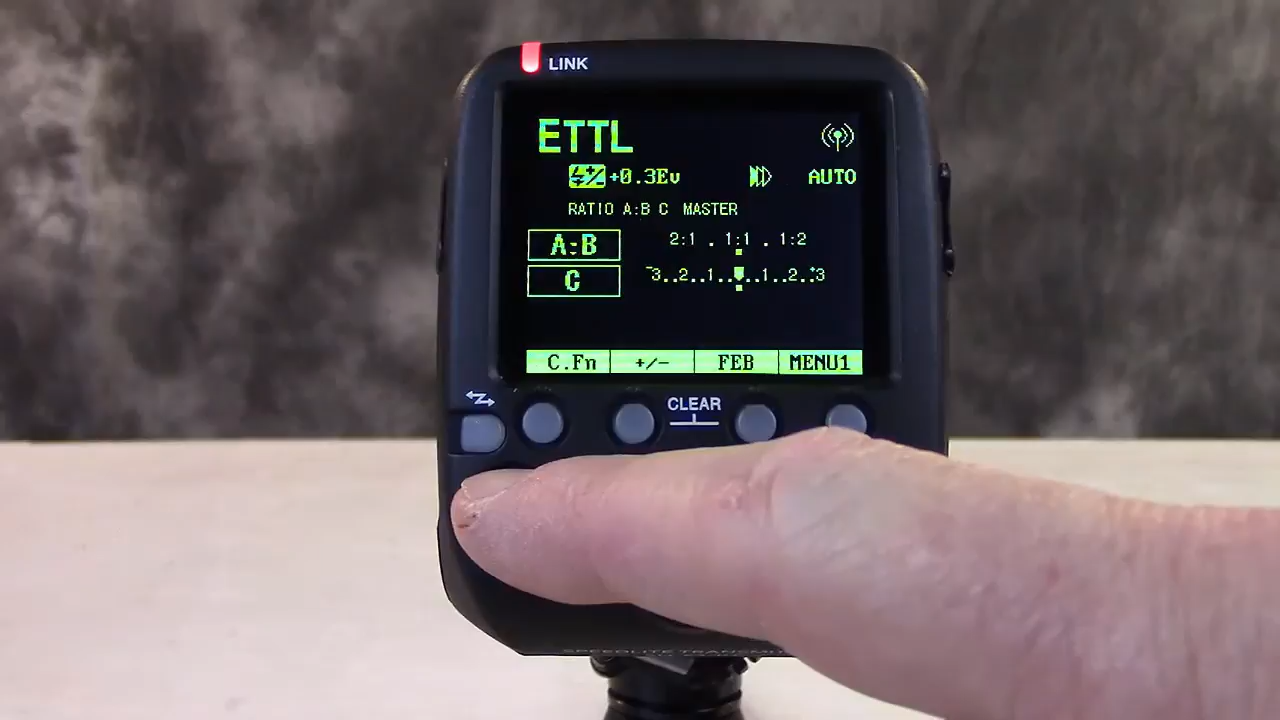 LINK
ETTL
+0.3Ev AUTO
RATIO A:B C MASTER
A:B 2:1 . 1:1 . 1:2
C -3..2..1..▼..1..2..+3
C.Fn +/- FEB MENU1
CLEAR
SPEEDLITE